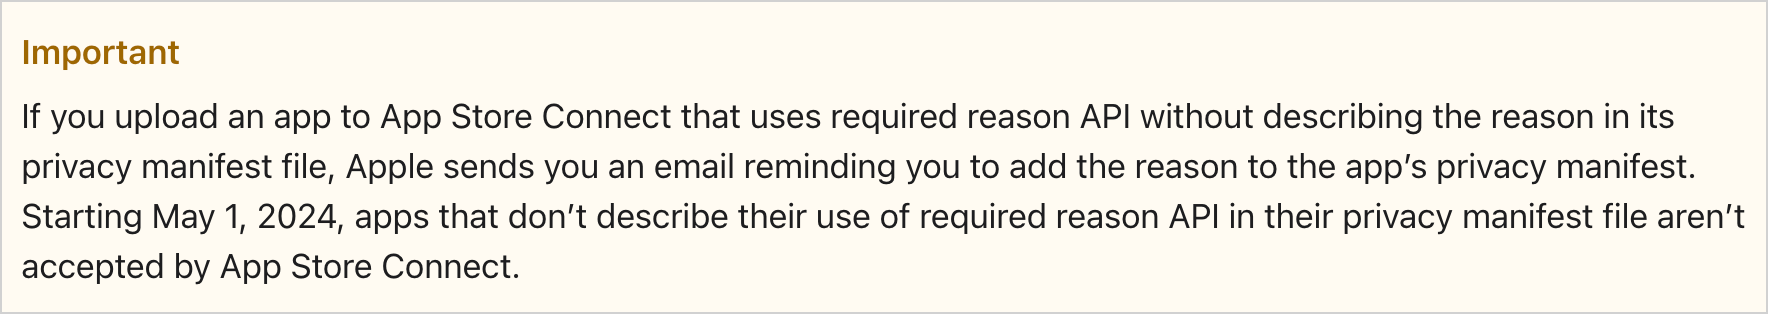 Important
If you upload an app to App Store Connect that uses required reason API without describing the reason in its
privacy manifest file, Apple sends you an email reminding you to add the reason to the app’s privacy manifest.
Starting May 1, 2024, apps that don’t describe their use of required reason API in their privacy manifest file aren’t
accepted by App Store Connect.